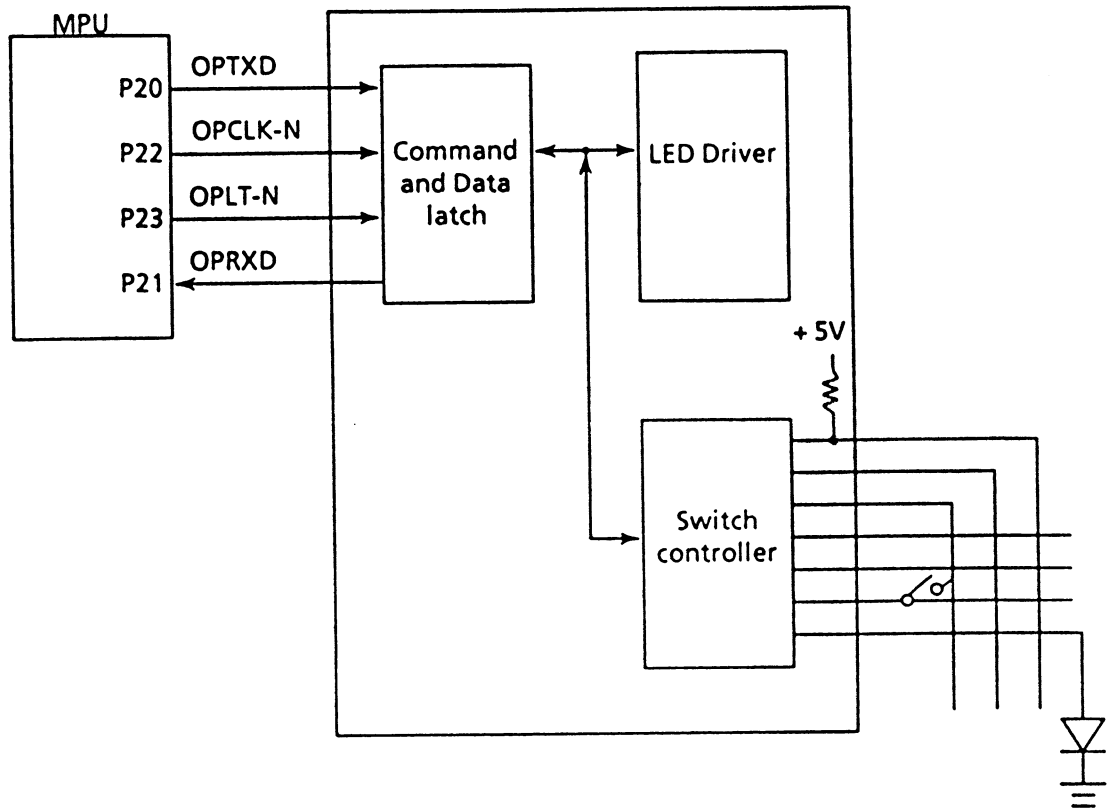 MPU
P20
OPTXD
P22
OPCLK-N
P23
OPLT-N
P21
OPRXD
Command
and Data
latch
LED Driver
+ 5V
Switch
controller